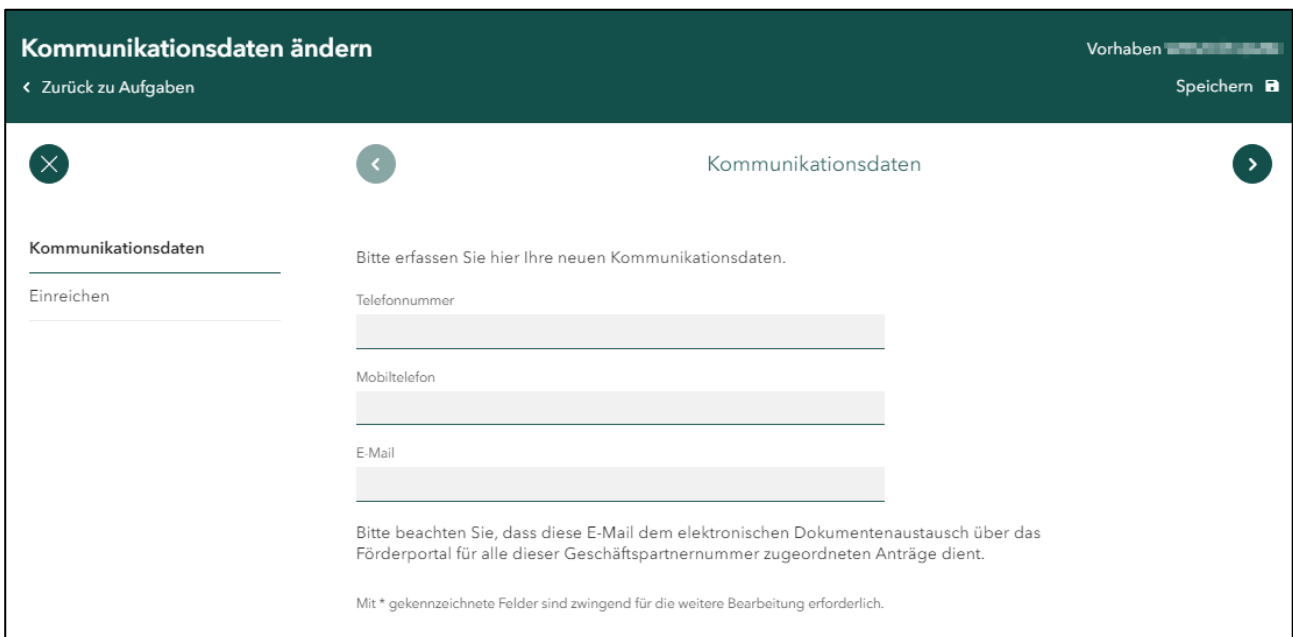 Kommunikationsdaten ändern
Vorhaben
Zurück zu Aufgaben
Speichern
Kommunikationsdaten
Kommunikationsdaten
Einreichen
Bitte erfassen Sie hier Ihre neuen Kommunikationsdaten.
Telefonnummer
Mobiltelefon
E-Mail
Bitte beachten Sie, dass diese E-Mail dem elektronischen Dokumentenaustausch über das
Förderportal für alle dieser Geschäftspartnernummer zugeordneten Anträge dient.
Mit * gekennzeichnete Felder sind zwingend für die weitere Bearbeitung erforderlich.